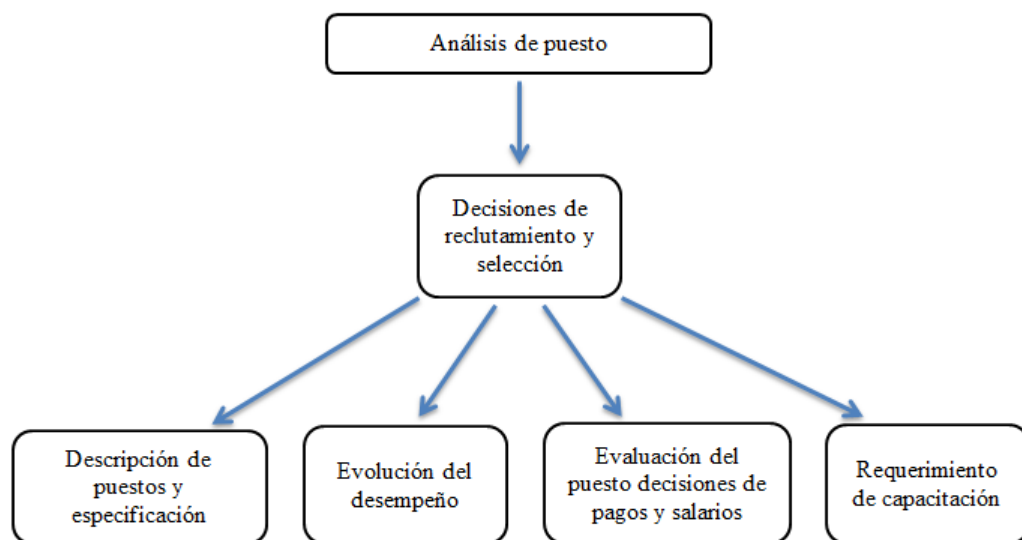 Análisis de puesto
Decisiones de
reclutamiento y
selección
Descripción de
puestos y
especificación
Evolución del
desempeño
Evaluación del
puesto decisiones de
pagos y salarios
Requerimiento
de capacitación